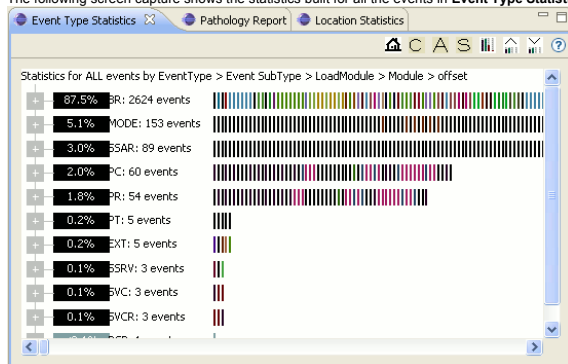 The following screen capture shows the statistics built for all the events in Event Type Statist
Event Type Statistics Pathology Report Location Statistics
C A S
Statistics for ALL events by EventType > Event SubType > LoadModule > Module > offset
87.5% BR: 2624 events
5.1% MODE: 153 events
3.0% SSAR: 89 events
2.0% PC: 60 events
1.8% PR: 54 events
0.2% PT: 5 events
0.2% EXT: 5 events
0.1% SSRV: 3 events
0.1% SVC: 3 events
0.1% SVCR: 3 events